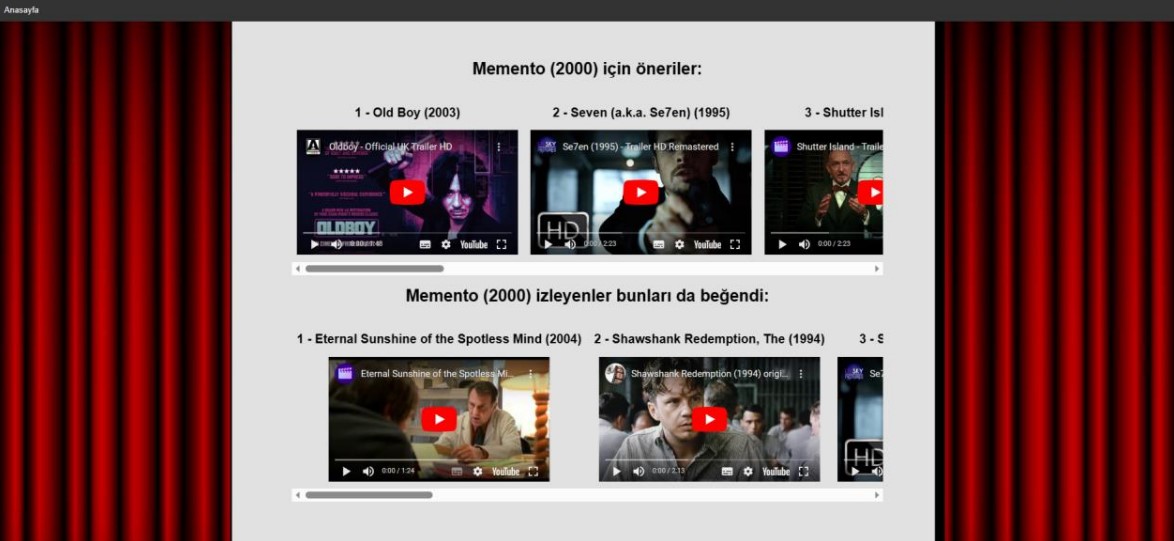 Anasayfa
Memento (2000) için öneriler:
1 - Old Boy (2003)
2 - Seven (a.k.a. Se7en) (1995)
3 - Shutter Isl
Oldboy - Official UK Trailer HD
Se7en (1995) - Trailer HD Remastered
Shutter Island - Traile
OLDBOY
HD
YouTube
0:00 / 2:23
YouTube
0:00 / 2:23
Memento (2000) izleyenler bunları da beğendi:
1 - Eternal Sunshine of the Spotless Mind (2004)
2 - Shawshank Redemption, The (1994)
3 - S
Eternal Sunshine of the Spotless Mi...
Shawshank Redemption (1994) origi...
Se7
HD
0:00 / 1:24
YouTube
0:00 / 2:13
YouTube